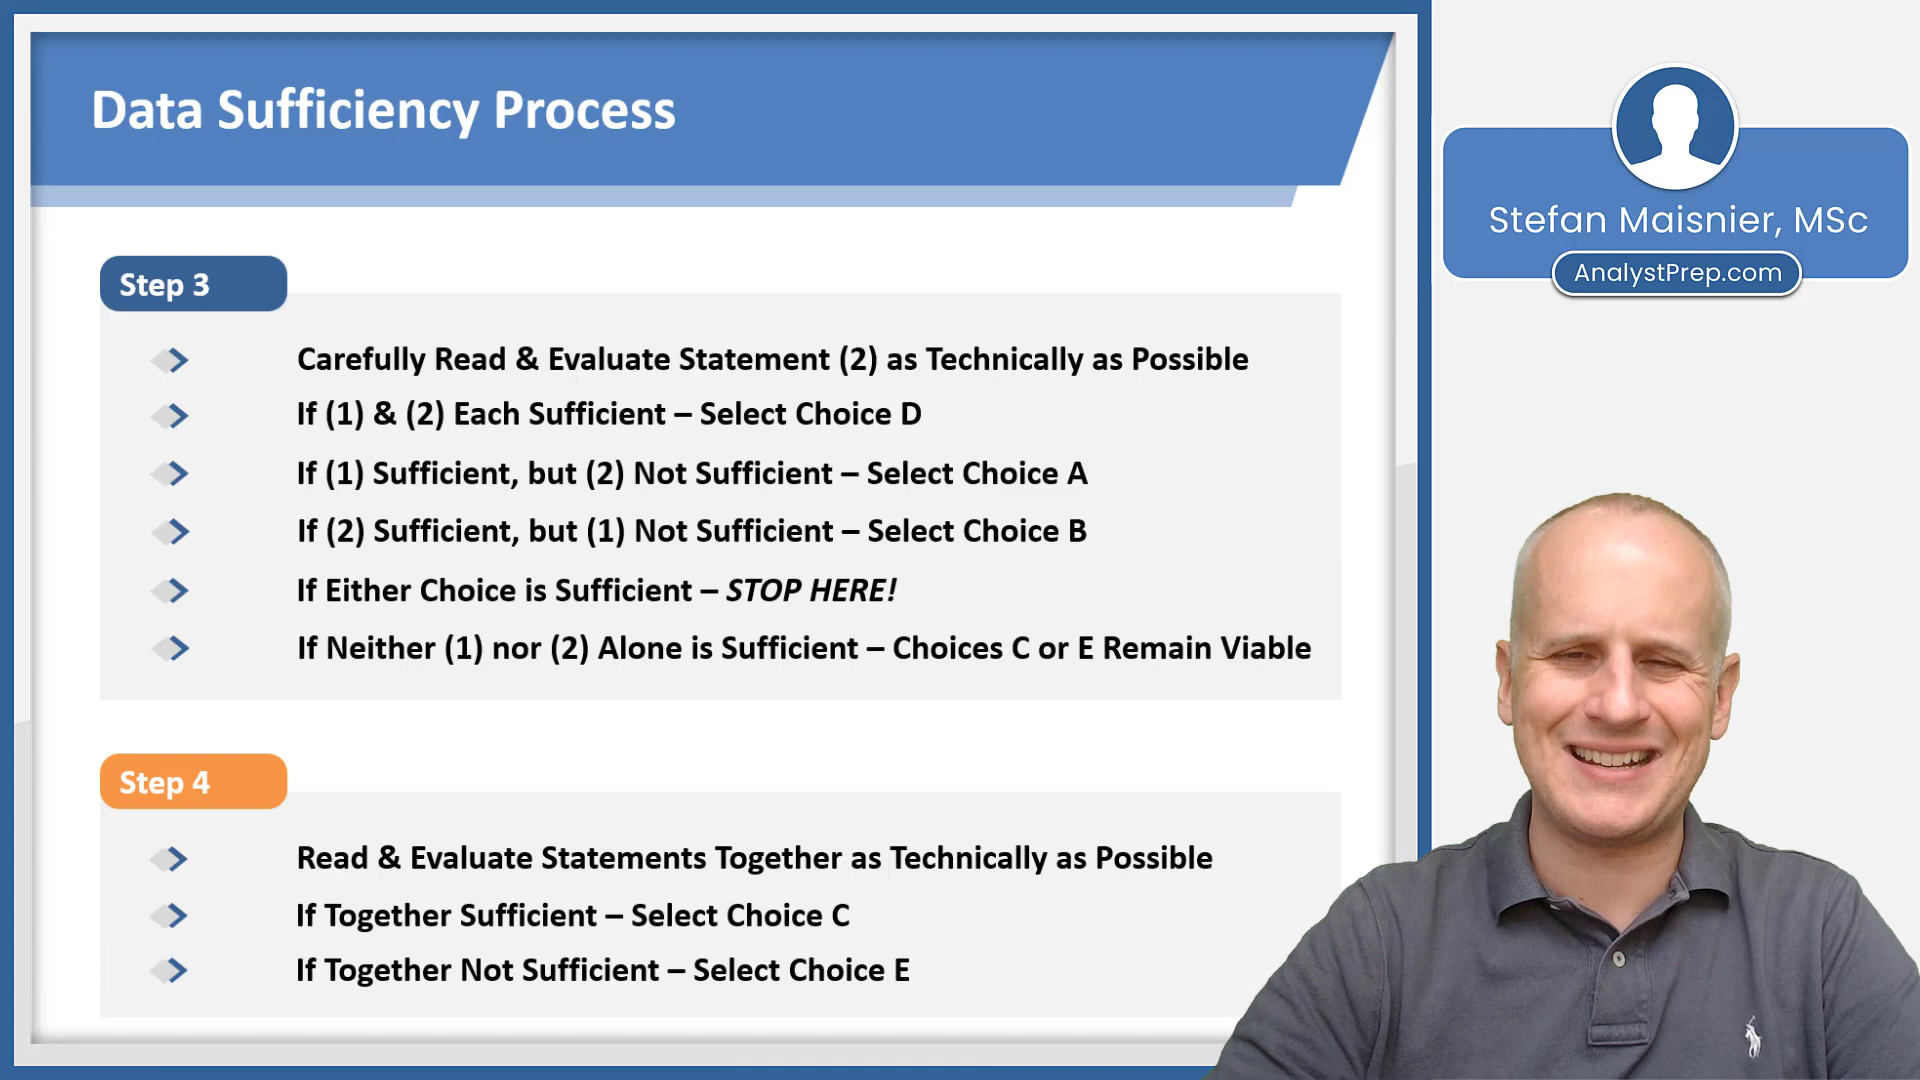 Data Sufficiency Process
Step 3
Carefully Read & Evaluate Statement (2) as Technically as Possible
If (1) & (2) Each Sufficient – Select Choice D
If (1) Sufficient, but (2) Not Sufficient – Select Choice A
If (2) Sufficient, but (1) Not Sufficient – Select Choice B
If Either Choice is Sufficient – STOP HERE!
If Neither (1) nor (2) Alone is Sufficient – Choices C or E Remain Viable
Step 4
Read & Evaluate Statements Together as Technically as Possible
If Together Sufficient – Select Choice C
If Together Not Sufficient – Select Choice E
Stefan Maisnier, MSc
AnalystPrep.com